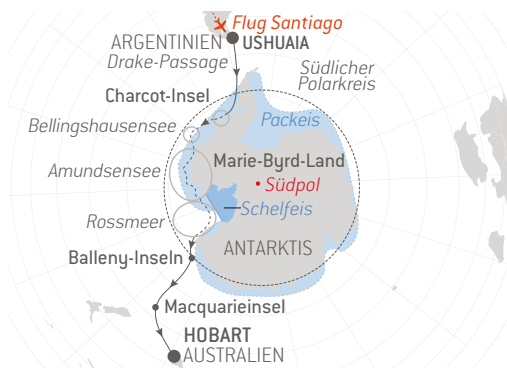 Flug Santiago
ARGENTINIEN USHUAIA
Drake-Passage
Südlicher
Polarkreis
Charcot-Insel
Bellingshausensee
Packeis
Marie-Byrd-Land
Amundsensee
Südpol
Schelfeis
Rossmeer
ANTARKTIS
Balleny-Inseln
Macquarieinsel
HOBART
AUSTRALIEN